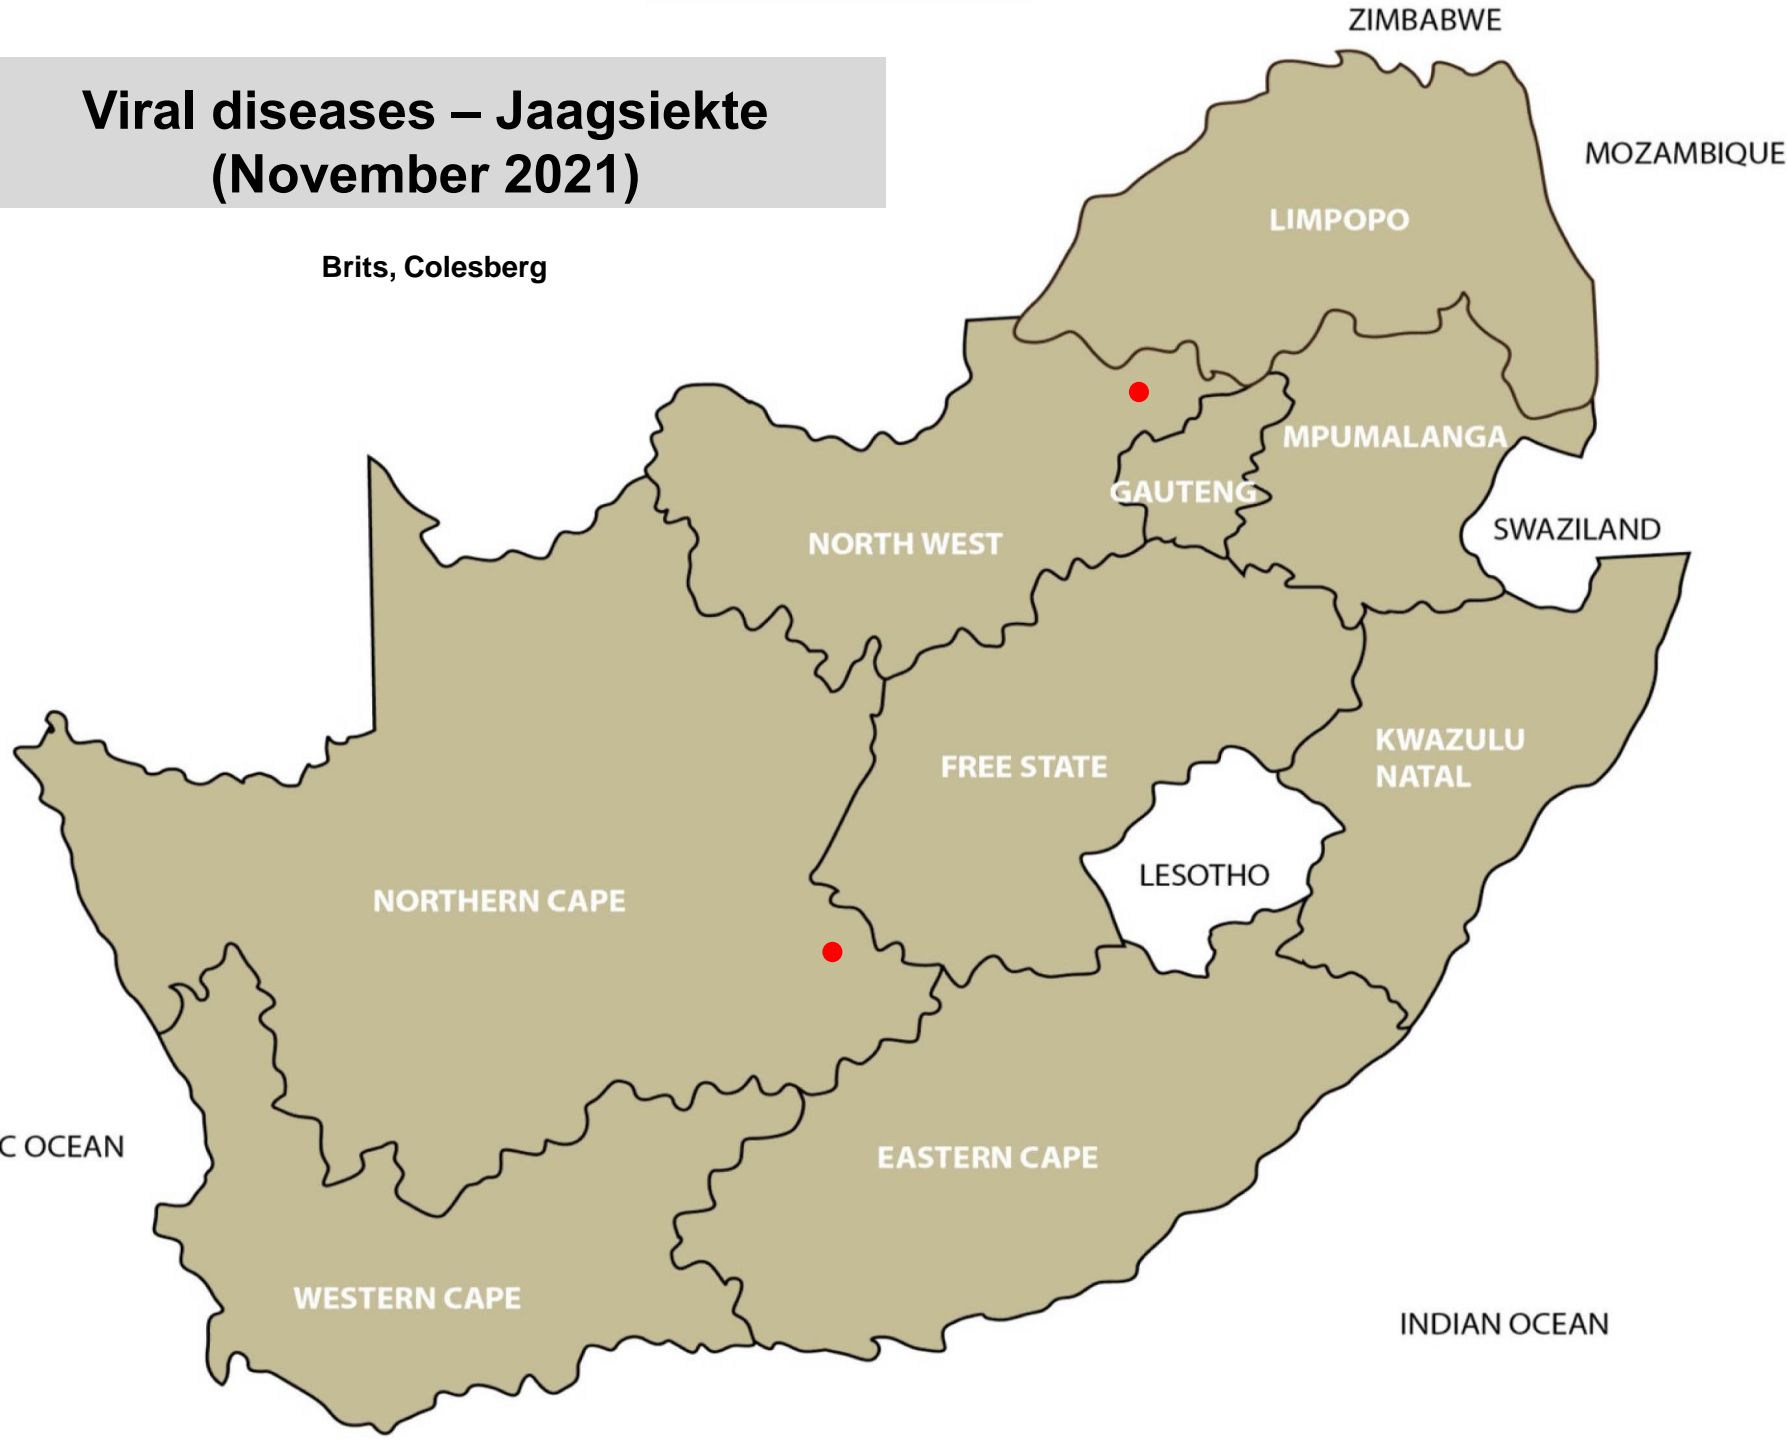 ZIMBABWE
Viral diseases – Jaagsiekte
(November 2021)
MOZAMBIQUE
LIMPOPO
Brits, Colesberg
MPUMALANGA
GAUTENG
SWAZILAND
NORTH WEST
KWAZULU
NATAL
FREE STATE
LESOTHO
NORTHERN CAPE
C OCEAN
EASTERN CAPE
WESTERN CAPE
INDIAN OCEAN